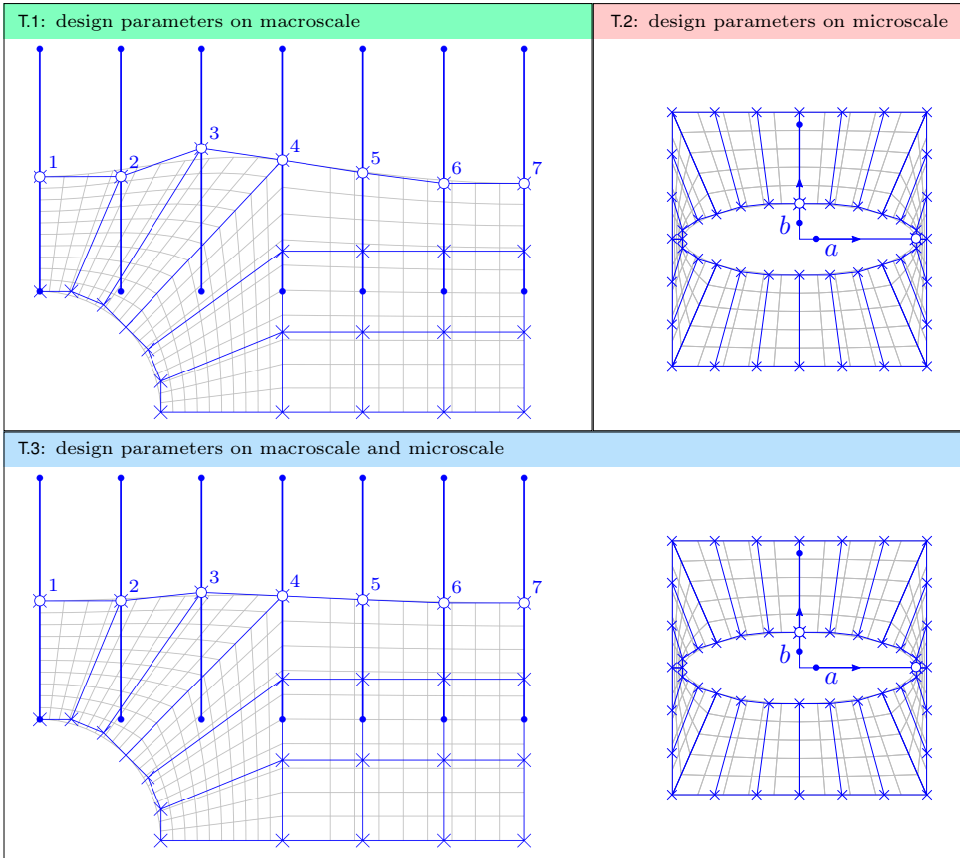 T.1: design parameters on macroscale
T.2: design parameters on microscale
1
2
3
4
5
6
7
b
a
T.3: design parameters on macroscale and microscale
1
2
3
4
5
6
7
b
a